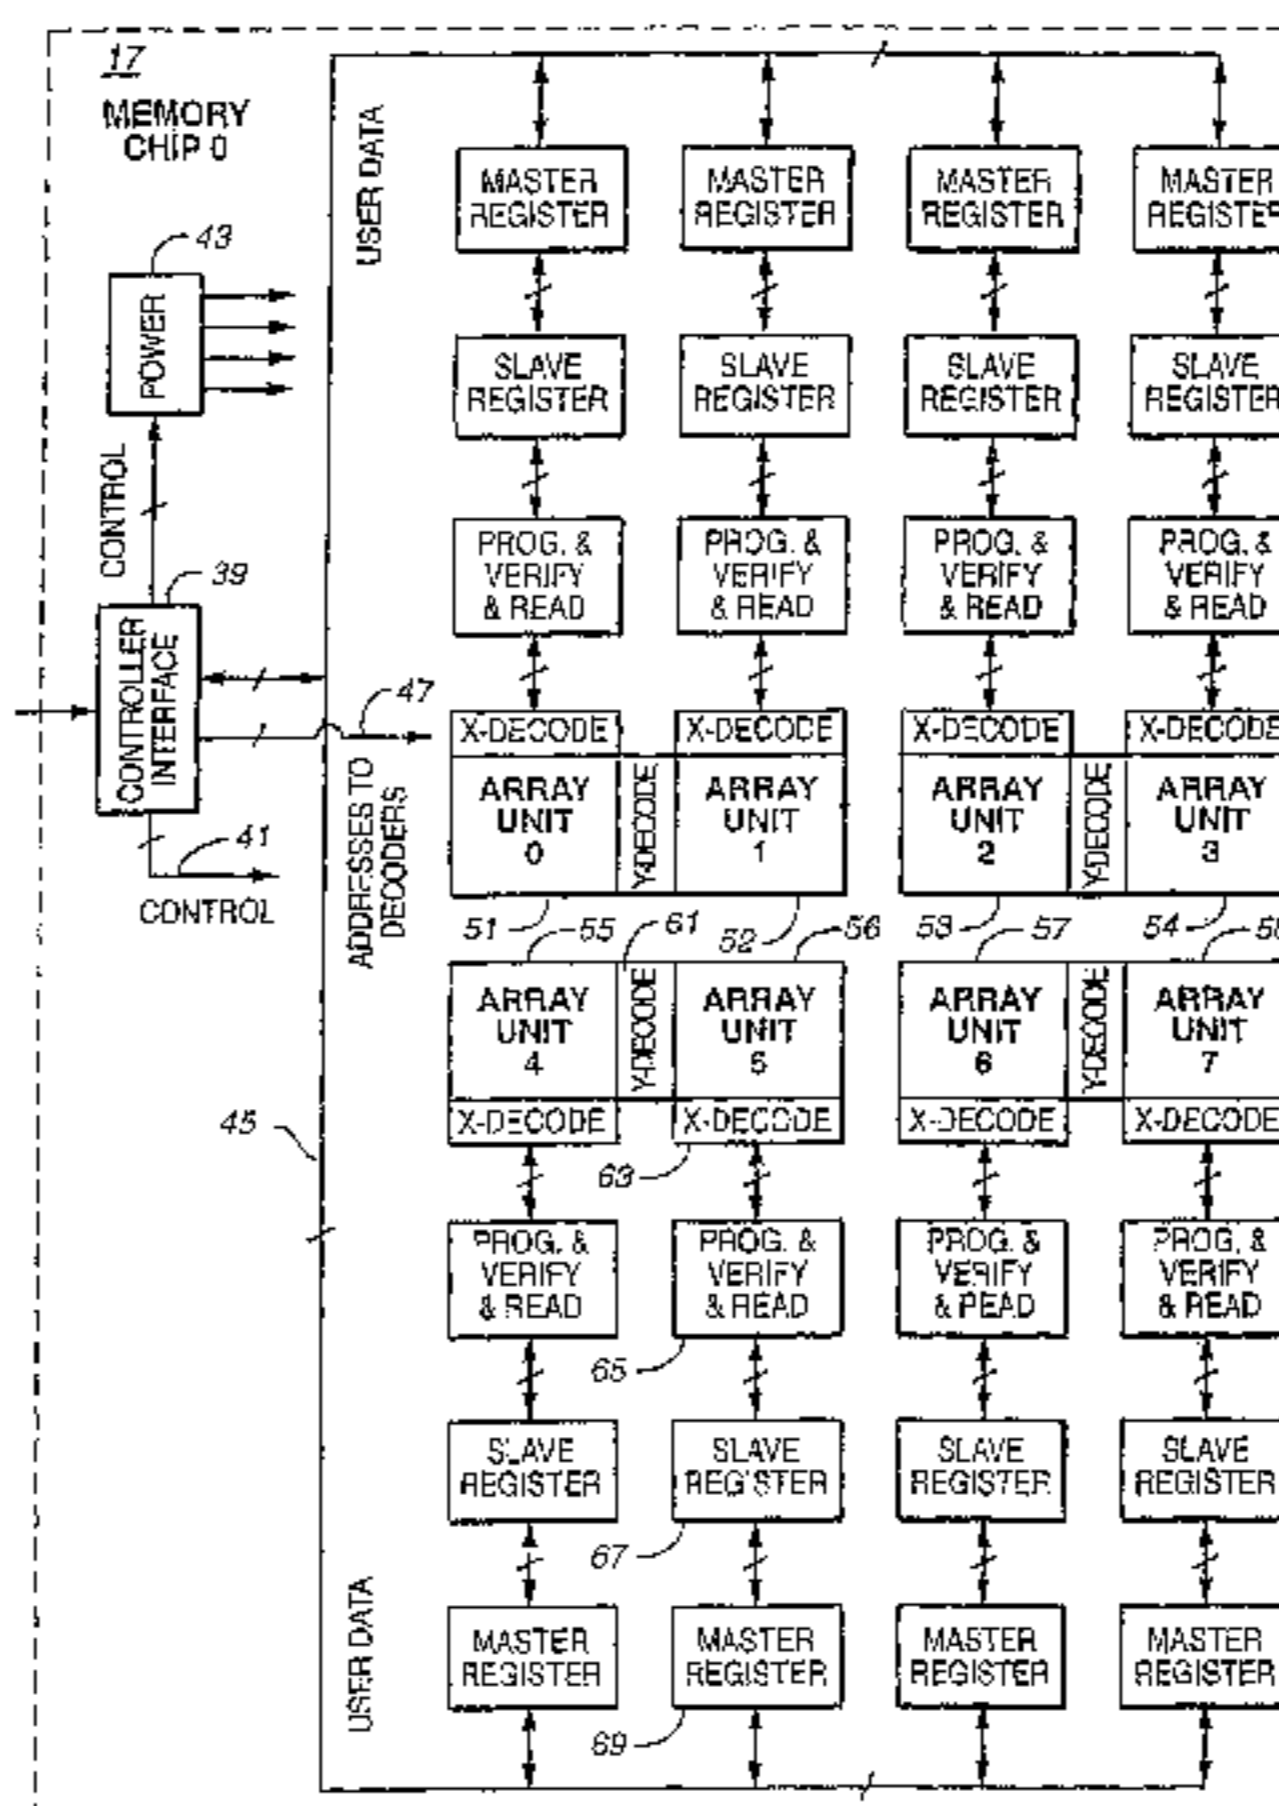 17
MEMORY
CHIP 0
USER DATA
MASTER REGISTER
MASTER REGISTER
MASTER REGISTER
MASTER REGISTER
43
POWER
SLAVE REGISTER
SLAVE REGISTER
SLAVE REGISTER
SLAVE REGISTER
CONTROL
39
PROG. & VERIFY & READ
PROG. & VERIFY & READ
PROG. & VERIFY & READ
PROG. & VERIFY & READ
CONTROLLER INTERFACE
47
X-DECODE
X-DECODE
X-DECODE
X-DECODE
ARRAY UNIT 0
Y-DECODE
ARRAY UNIT 1
ARRAY UNIT 2
Y-DECODE
ARRAY UNIT 3
ADDRESSES TO DECODERS
41
CONTROL
51
55
61
52
56
53
57
54
ARRAY UNIT 4
Y-DECODE
ARRAY UNIT 5
ARRAY UNIT 6
Y-DECODE
ARRAY UNIT 7
X-DECODE
X-DECODE
X-DECODE
X-DECODE
45
63
PROG. & VERIFY & READ
PROG. & VERIFY & READ
PROG. & VERIFY & READ
PROG. & VERIFY & READ
65
SLAVE REGISTER
SLAVE REGISTER
SLAVE REGISTER
SLAVE REGISTER
67
USER DATA
MASTER REGISTER
MASTER REGISTER
MASTER REGISTER
MASTER REGISTER
69